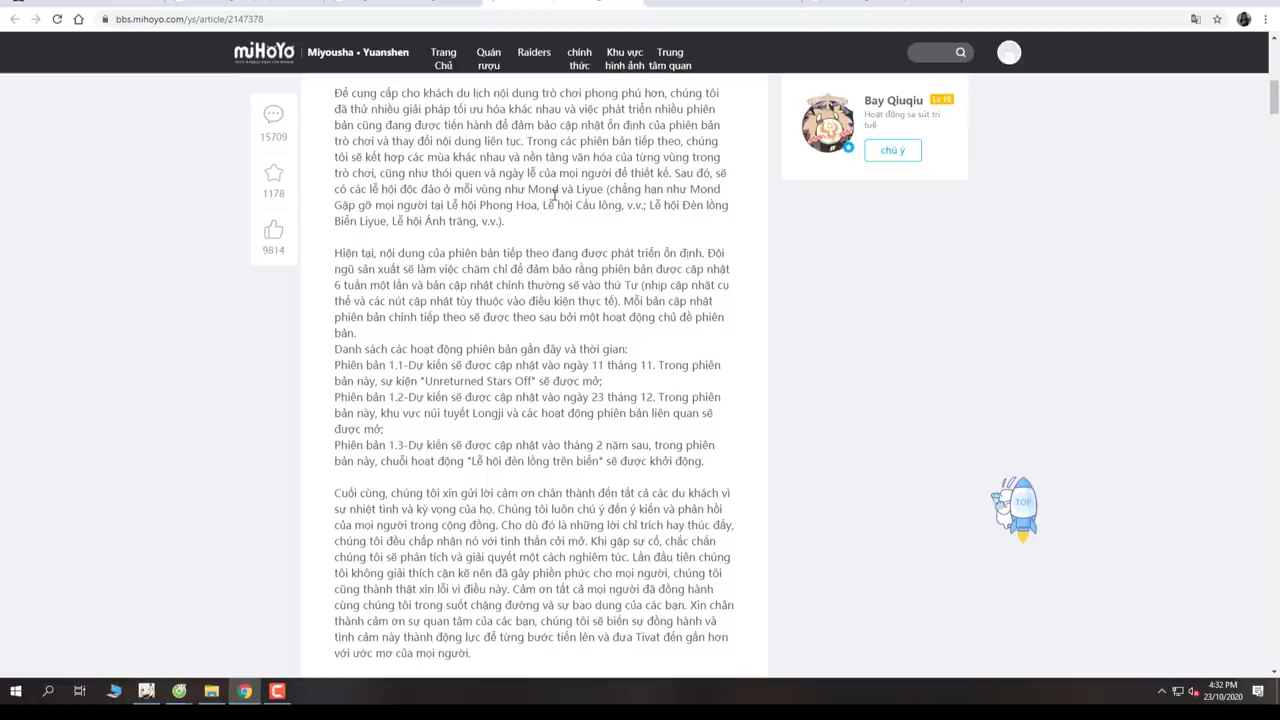 bbs.mihoyo.com/ys/article/2147378
miHoYo
Miyousha • Yuanshen
Trang Chủ
Quán rượu
Raiders
chính thức
Khu vực hình ảnh
Trung tâm quan
15709
1178
9814
Để cung cấp cho khách du lịch nội dung trò chơi phong phú hơn, chúng tôi
đã thử nhiều giải pháp tối ưu hóa khác nhau và việc phát triển nhiều phiên
bản cũng đang được tiến hành để đảm bảo cập nhật ổn định của phiên bản
trò chơi và thay đổi nội dung liên tục. Trong các phiên bản tiếp theo, chúng
tôi sẽ kết hợp các mùa khác nhau và nền tảng văn hóa của từng vùng trong
trò chơi, cũng như thói quen và ngày lễ của mọi người để thiết kế. Sau đó, sẽ
có các lễ hội độc đáo ở mỗi vùng như Mond và Liyue (chẳng hạn như Mond
Gặp gỡ mọi người tại Lễ hội Phong Hoa, Lễ hội Cầu lông, v.v.; Lễ hội Đèn lồng
Biển Liyue, Lễ hội Ánh trăng, v.v.).
Hiện tại, nội dung của phiên bản tiếp theo đang được phát triển ổn định. Đội
ngũ sản xuất sẽ làm việc chăm chỉ để đảm bảo rằng phiên bản được cập nhật
6 tuần một lần và bản cập nhật chính thường sẽ vào thứ Tư (nhịp cập nhật cụ
thể và các nút cập nhật tùy thuộc vào điều kiện thực tế). Mỗi bản cập nhật
phiên bản chính tiếp theo sẽ được theo sau bởi một hoạt động chủ đề phiên
bản.
Danh sách các hoạt động phiên bản gần đây và thời gian:
Phiên bản 1.1-Dự kiến sẽ được cập nhật vào ngày 11 tháng 11. Trong phiên
bản này, sự kiện "Unreturned Stars Off" sẽ được mở;
Phiên bản 1.2-Dự kiến sẽ được cập nhật vào ngày 23 tháng 12. Trong phiên
bản này, khu vực núi tuyết Longji và các hoạt động phiên bản liên quan sẽ
được mở;
Phiên bản 1.3-Dự kiến sẽ được cập nhật vào tháng 2 năm sau, trong phiên
bản này, chuỗi hoạt động "Lễ hội đèn lồng trên biển" sẽ được khởi động.
Cuối cùng, chúng tôi xin gửi lời cảm ơn chân thành đến tất cả các du khách vì
sự nhiệt tình và kỳ vọng của họ. Chúng tôi luôn chú ý đến ý kiến và phản hồi
của mọi người trong cộng đồng. Cho dù đó là những lời chỉ trích hay thúc đẩy,
chúng tôi đều chấp nhận nó với tinh thần cởi mở. Khi gặp sự cố, chắc chắn
chúng tôi sẽ phân tích và giải quyết một cách nghiêm túc. Lần đầu tiên chúng
tôi không giải thích cặn kẽ nên đã gây phiền phức cho mọi người, chúng tôi
cũng thành thật xin lỗi vì điều này. Cảm ơn tất cả mọi người đã đồng hành
cùng chúng tôi trong suốt chặng đường và sự bao dung của các bạn. Xin chân
thành cảm ơn sự quan tâm của các bạn, chúng tôi sẽ biến sự đồng hành và
tình cảm này thành động lực để từng bước tiến lên và đưa Tivat đến gần hơn
với ước mơ của mọi người.
Bay Qiuqiu
Hoạt động sa sút trí
tuệ
chú ý
TOP
4:32 PM
23/10/2020